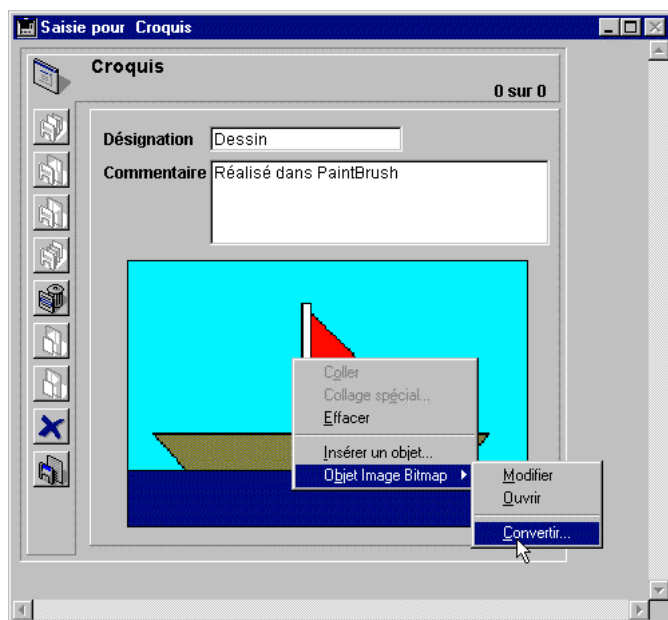 Saisie pour Croquis
Croquis
0 sur 0
Désignation Dessin
Commentaire Réalisé dans PaintBrush
Coller
Collage spécial...
Effacer
Insérer un objet...
Objet Image Bitmap
Modifier
Ouvrir
Convertir...